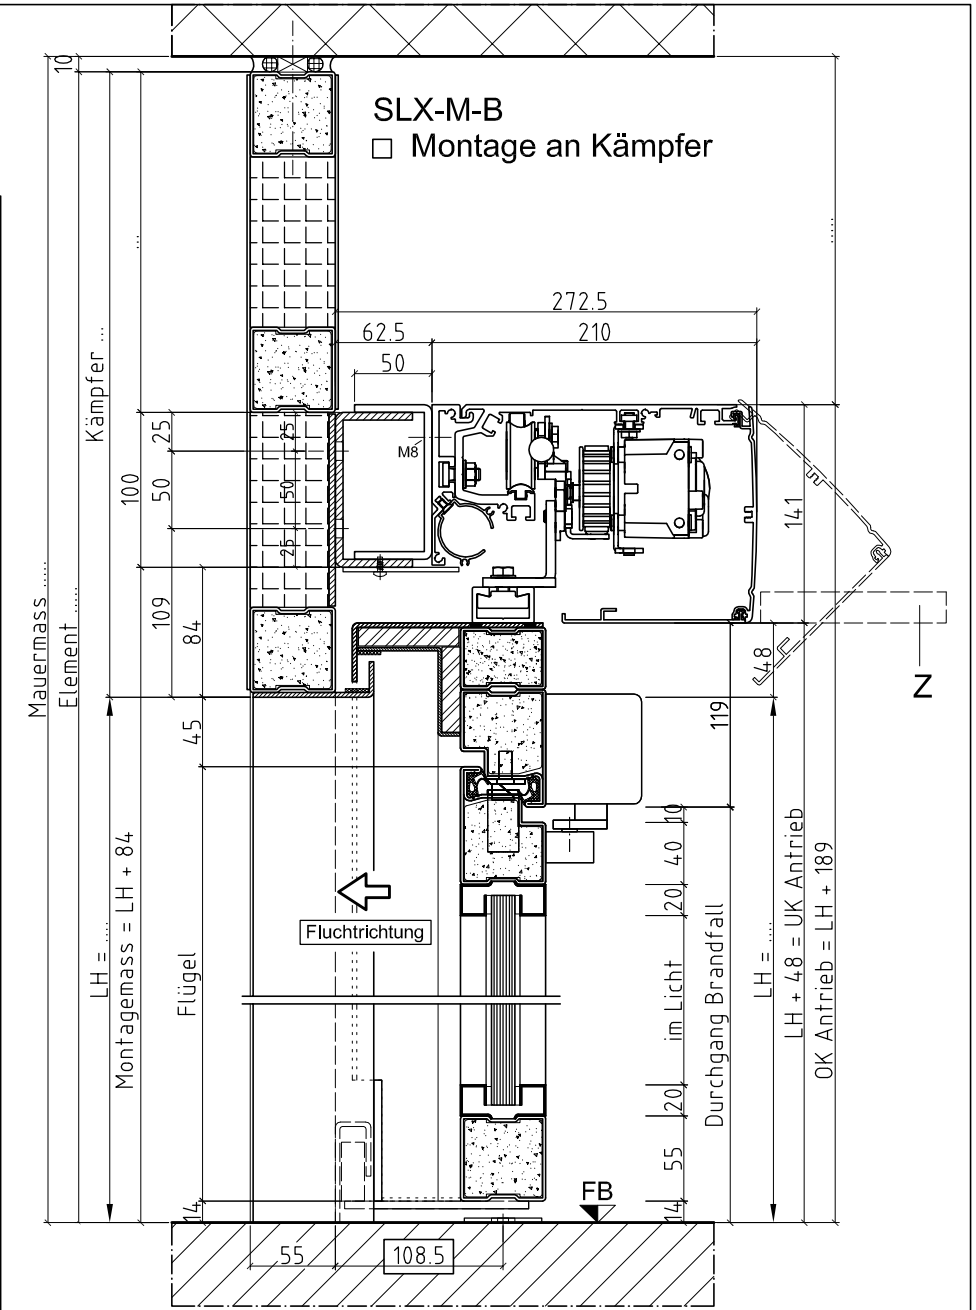 10
SLX-M-B
□ Montage an Kämpfer
...
.....
Kämpfer ...
272.5
62.5
210
50
25
50
100
109
84
45
25
50
25
M8
141
48
119
Z
Mauermass ......
Element ......
LH = ....
Montagemass = LH + 84
Flügel
14
Fluchtrichtung
10
40
20
im Licht
20
55
14
Durchgang Brandfall
LH = ....
LH + 48 = UK Antrieb
OK Antrieb = LH + 189
FB
55
108.5